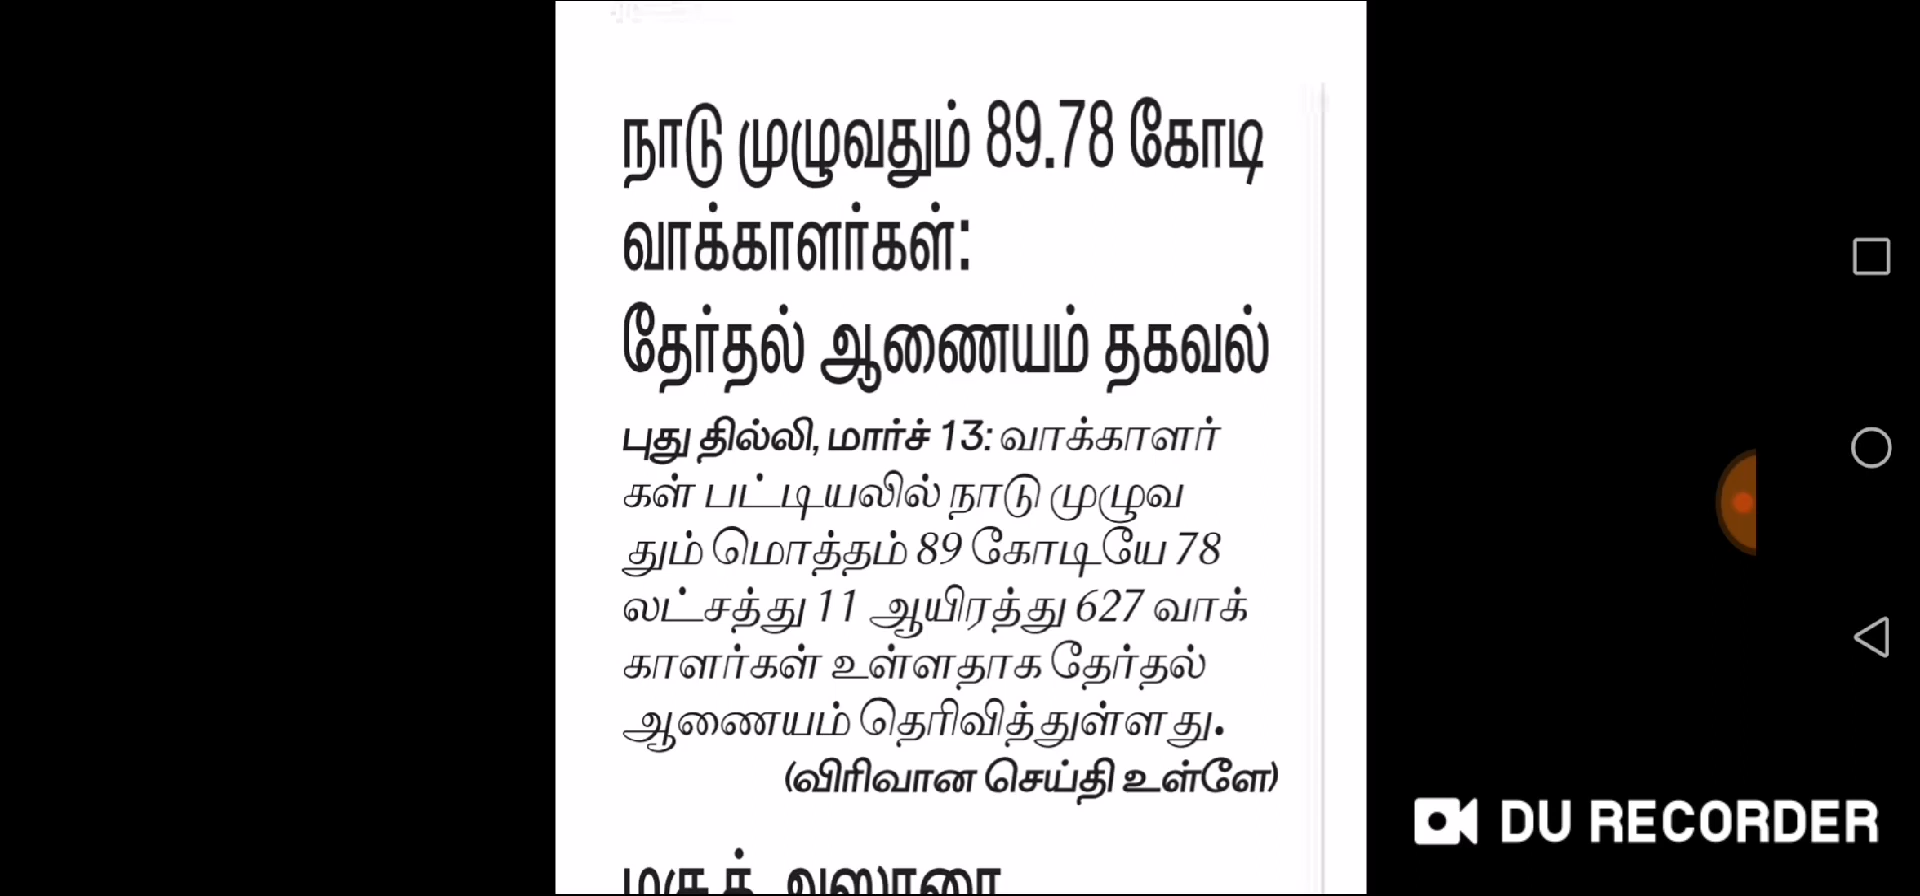 நாடு முழுவதும் 89.78 கோடி
வாக்காளர்கள்:
தேர்தல் ஆணையம் தகவல்
புது தில்லி, மார்ச் 13: வாக்காளர்
கள் பட்டியலில் நாடு முழுவ
தும் மொத்தம் 89 கோடியே 78
லட்சத்து 11 ஆயிரத்து 627 வாக்
காளர்கள் உள்ளதாக தேர்தல்
ஆணையம் தெரிவித்துள்ளது.
(விரிவான செய்தி உள்ளே)
DU RECORDER